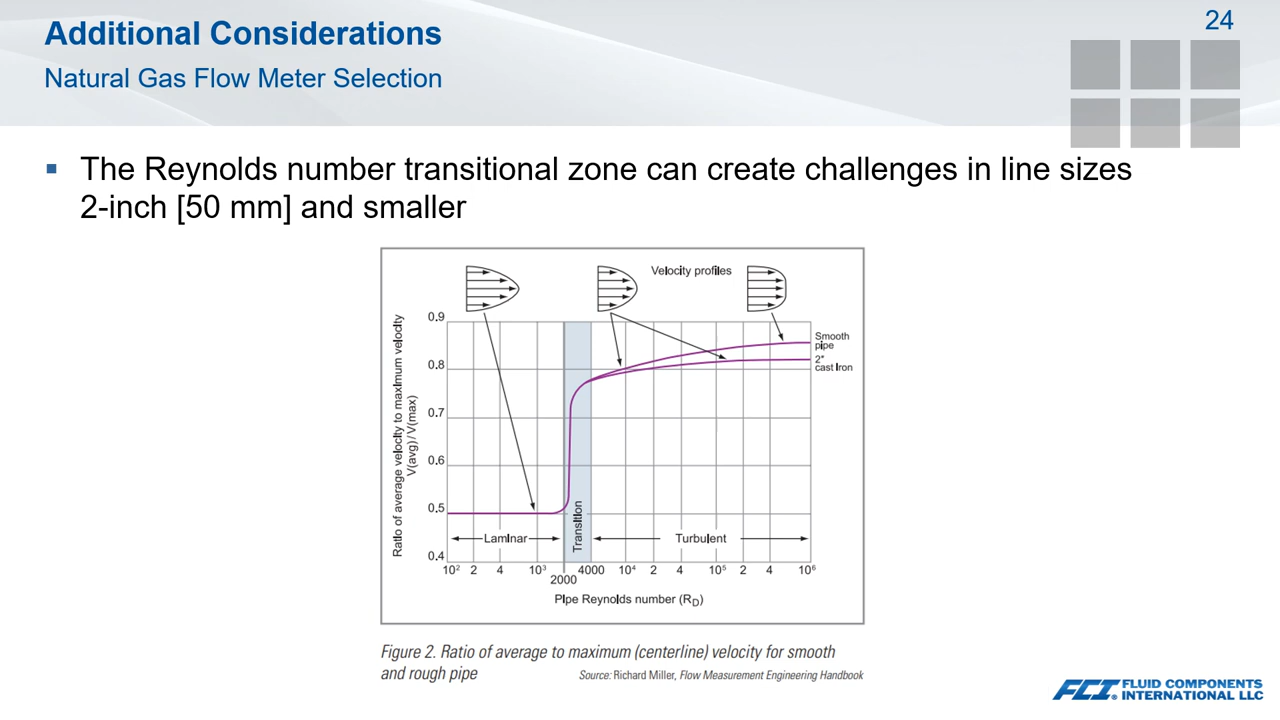 24
Additional Considerations
Natural Gas Flow Meter Selection
▪ The Reynolds number transitional zone can create challenges in line sizes
2-inch [50 mm] and smaller
Velocity profiles
Ratio of average velocity to maximum velocity
V(avg) / V(max)
0.9
0.8
0.7
0.6
0.5
0.4
Smooth
pipe
2"
cast Iron
Laminar
Transition
Turbulent
10² 2 4 10³ 2000 4000 10⁴ 2 4 10⁵ 2 4 10⁶
Pipe Reynolds number (R_D)
Figure 2. Ratio of average to maximum (centerline) velocity for smooth
and rough pipe
Source: Richard Miller, Flow Measurement Engineering Handbook
FCI® FLUID COMPONENTS
INTERNATIONAL LLC